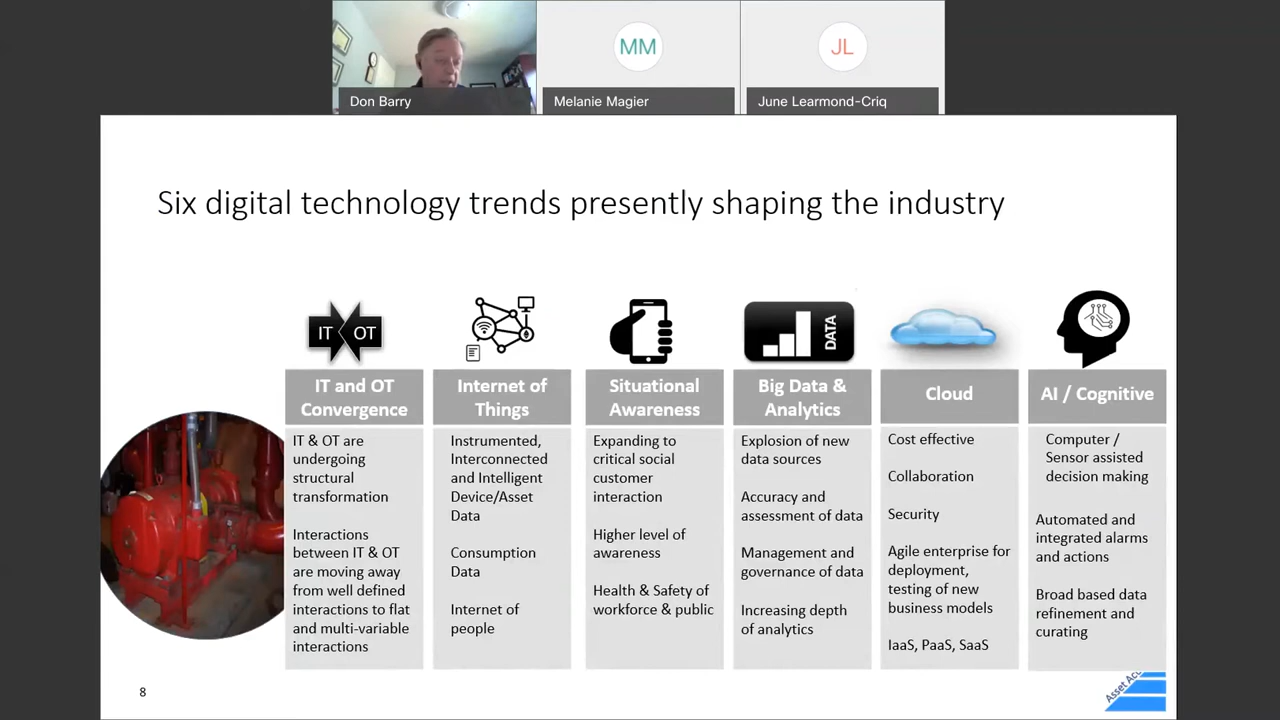 MM
JL
Don Barry
Melanie Magier
June Learmond-Criq
Six digital technology trends presently shaping the industry
IT OT
DATA
IT and OT
Convergence
IT & OT are
undergoing
structural
transformation
Interactions
between IT & OT
are moving away
from well defined
interactions to flat
and multi-variable
interactions
Internet of
Things
Instrumented,
Interconnected
and Intelligent
Device/Asset
Data
Consumption
Data
Internet of
people
Situational
Awareness
Expanding to
critical social
customer
interaction
Higher level of
awareness
Health & Safety of
workforce & public
Big Data &
Analytics
Explosion of new
data sources
Accuracy and
assessment of data
Management and
governance of data
Increasing depth
of analytics
Cloud
Cost effective
Collaboration
Security
Agile enterprise for
deployment,
testing of new
business models
IaaS, PaaS, SaaS
AI / Cognitive
Computer /
Sensor assisted
decision making
Automated and
integrated alarms
and actions
Broad based data
refinement and
curating
8
Asset